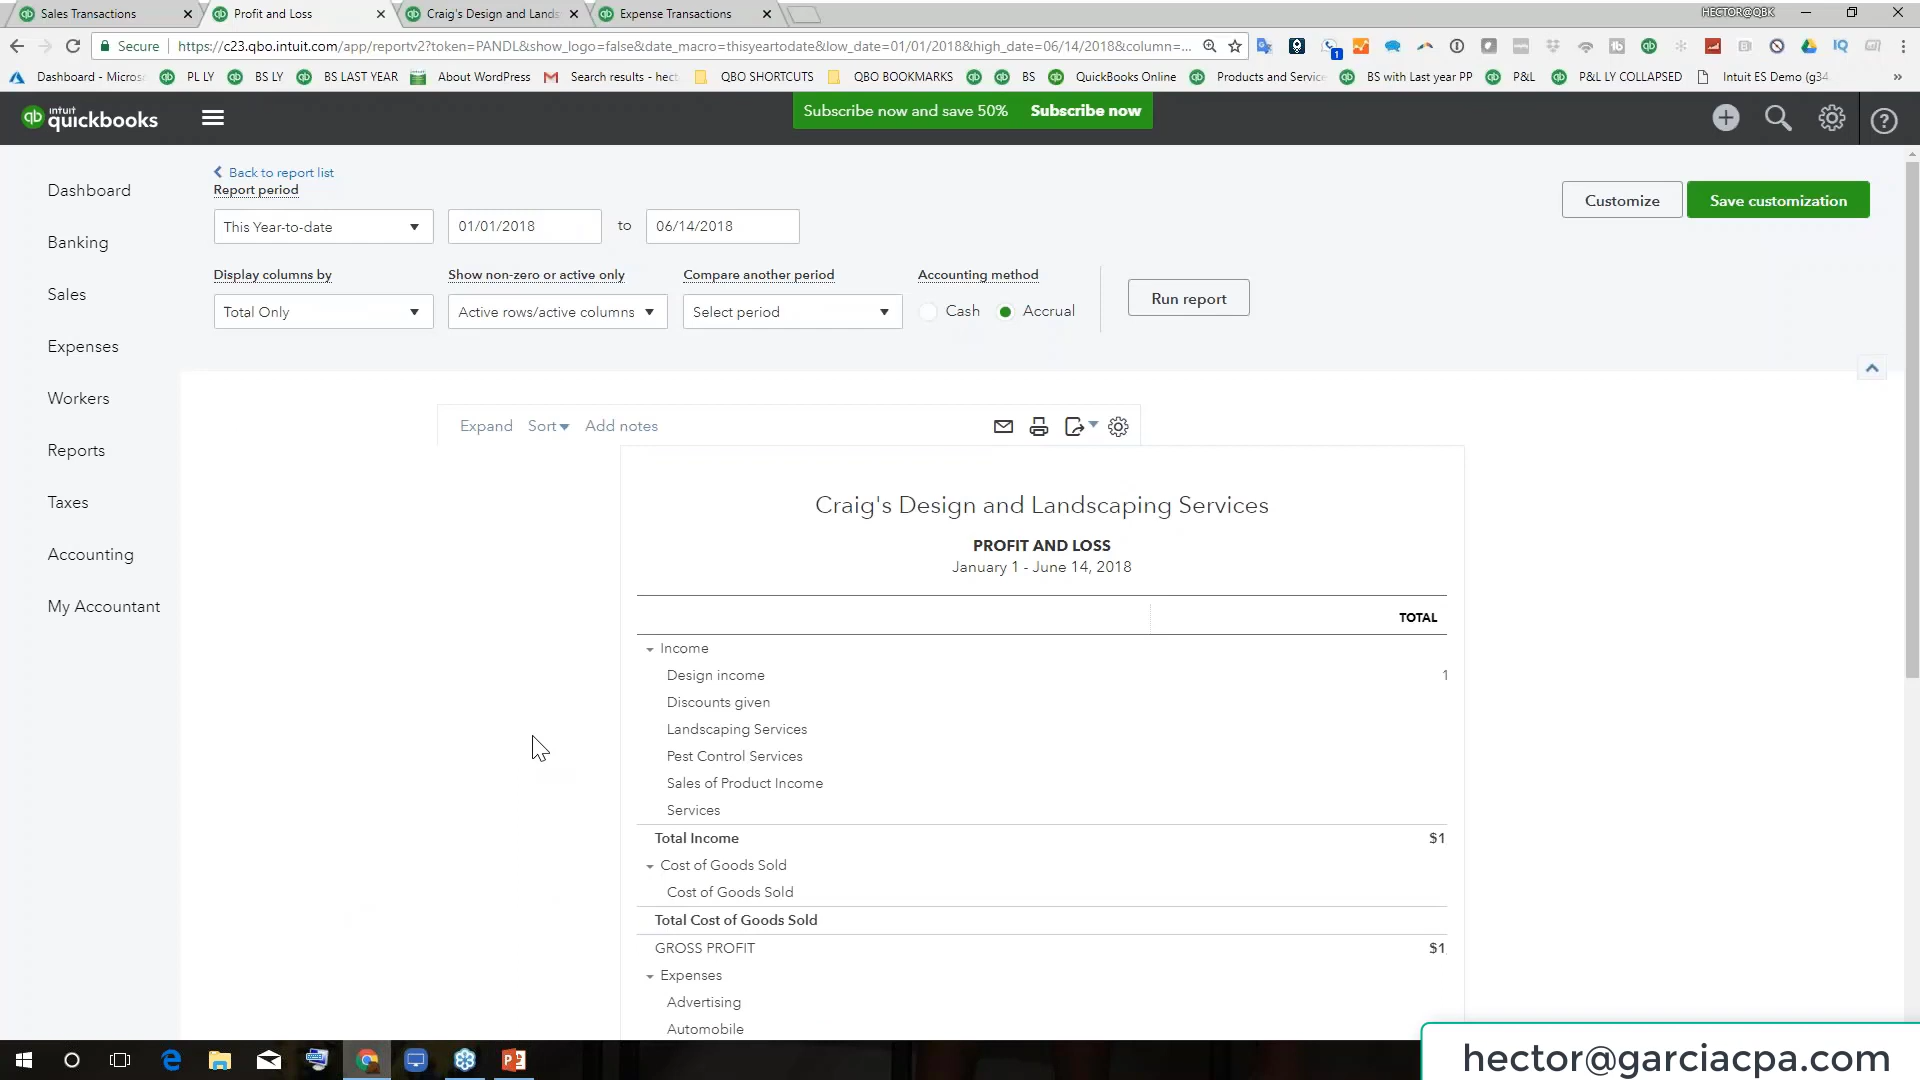 Sales Transactions
Profit and Loss
Craig's Design and Lands
Expense Transactions
HECTOR@QBK
Secure
https://c23.qbo.intuit.com/app/reportv2?token=PANDL&show_logo=false&date_macro=thisyeartodate&low_date=01/01/2018&high_date=06/14/2018&column=...
Dashboard - Micros
PL LY
BS LY
BS LAST YEAR
About WordPress
Search results - hect
QBO SHORTCUTS
QBO BOOKMARKS
BS
QuickBooks Online
Products and Service
BS with Last year PP
P&L
P&L LY COLLAPSED
Intuit ES Demo (g34
»
intuit
quickbooks
Subscribe now and save 50% Subscribe now
Dashboard
Banking
Sales
Expenses
Workers
Reports
Taxes
Accounting
My Accountant
Back to report list
Report period
This Year-to-date
01/01/2018
to
06/14/2018
Customize
Save customization
Display columns by
Show non-zero or active only
Compare another period
Accounting method
Total Only
Active rows/active columns
Select period
Cash
Accrual
Run report
Expand
Sort
Add notes
Craig's Design and Landscaping Services
PROFIT AND LOSS
January 1 - June 14, 2018
TOTAL
Income
Design income 1
Discounts given
Landscaping Services
Pest Control Services
Sales of Product Income
Services
Total Income $1
Cost of Goods Sold
Cost of Goods Sold
Total Cost of Goods Sold
GROSS PROFIT $1
Expenses
Advertising
Automobile
hector@garciacpa.com